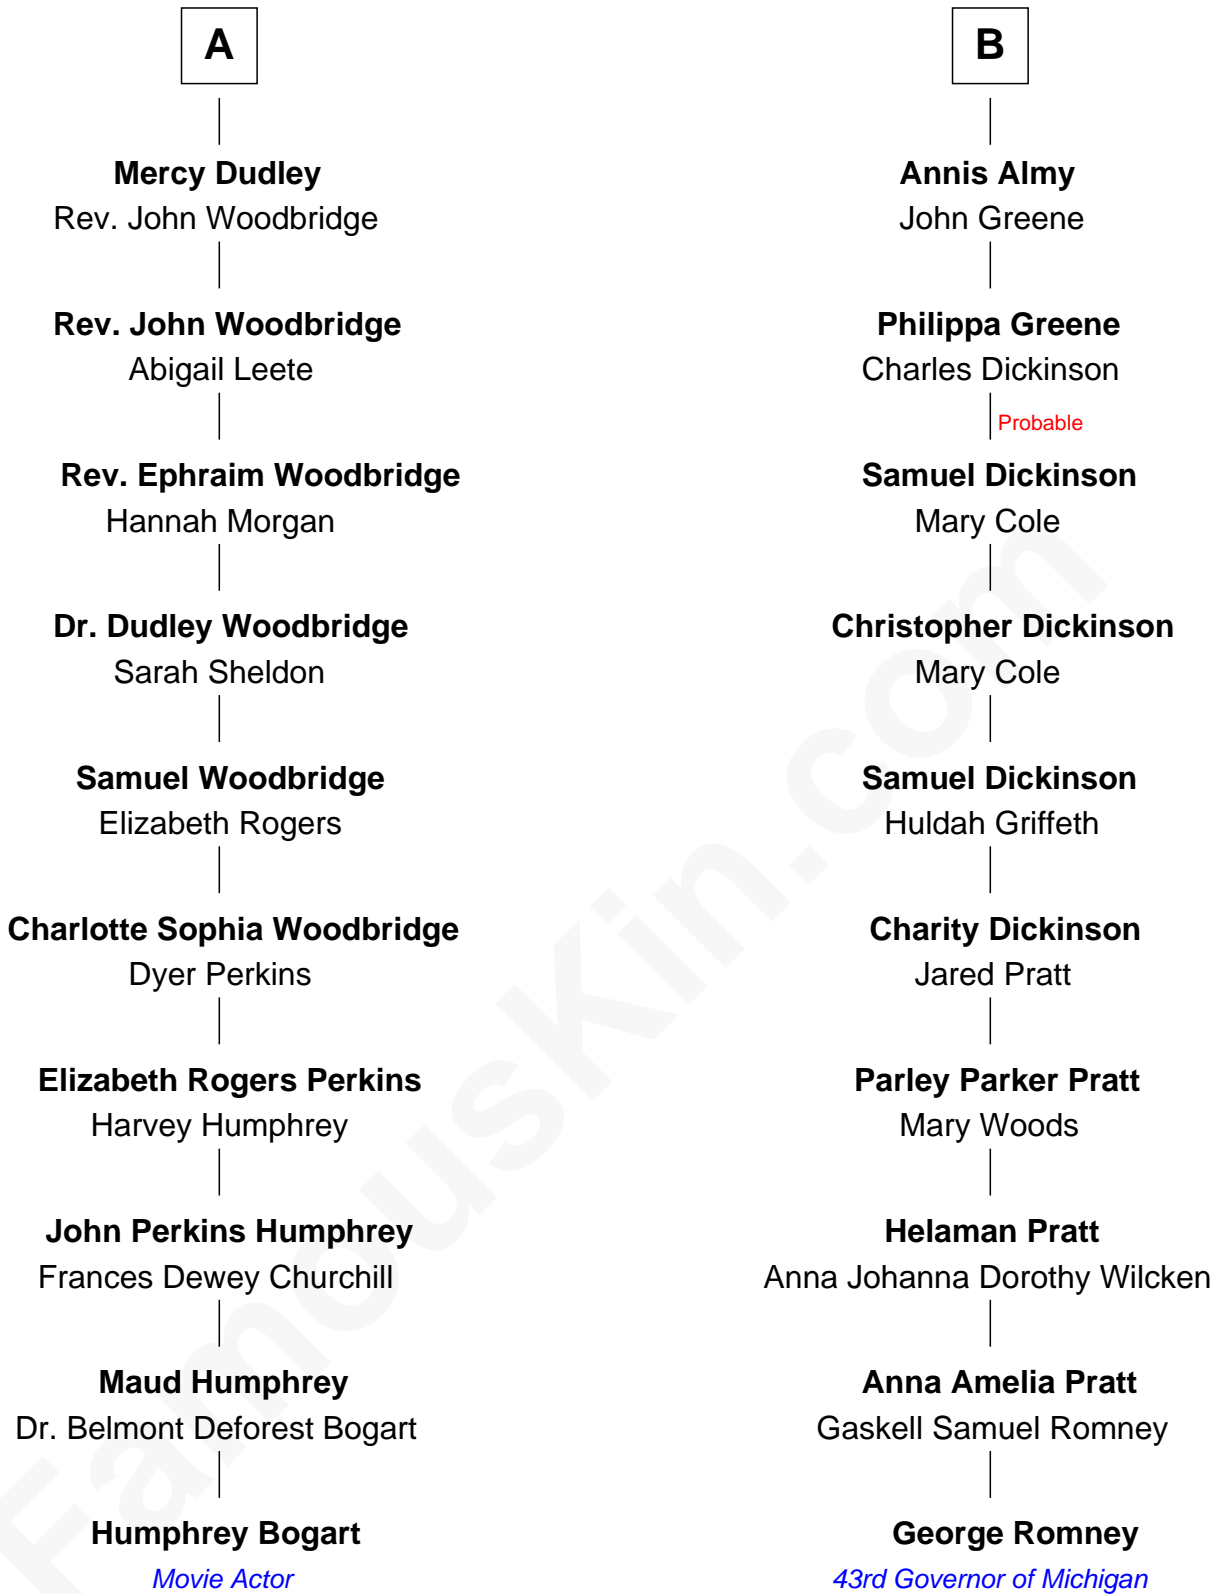 A
Mercy Dudley
Rev. John Woodbridge
Rev. John Woodbridge
Abigail Leete
Rev. Ephraim Woodbridge
Hannah Morgan
Dr. Dudley Woodbridge
Sarah Sheldon
Samuel Woodbridge
Elizabeth Rogers
Charlotte Sophia Woodbridge
Dyer Perkins
Elizabeth Rogers Perkins
Harvey Humphrey
John Perkins Humphrey
Frances Dewey Churchill
Maud Humphrey
Dr. Belmont Deforest Bogart
Humphrey Bogart
Movie Actor
B
Annis Almy
John Greene
Philippa Greene
Charles Dickinson
Probable
Samuel Dickinson
Mary Cole
Christopher Dickinson
Mary Cole
Samuel Dickinson
Huldah Griffeth
Charity Dickinson
Jared Pratt
Parley Parker Pratt
Mary Woods
Helaman Pratt
Anna Johanna Dorothy Wilcken
Anna Amelia Pratt
Gaskell Samuel Romney
George Romney
43rd Governor of Michigan
FamousKin.com